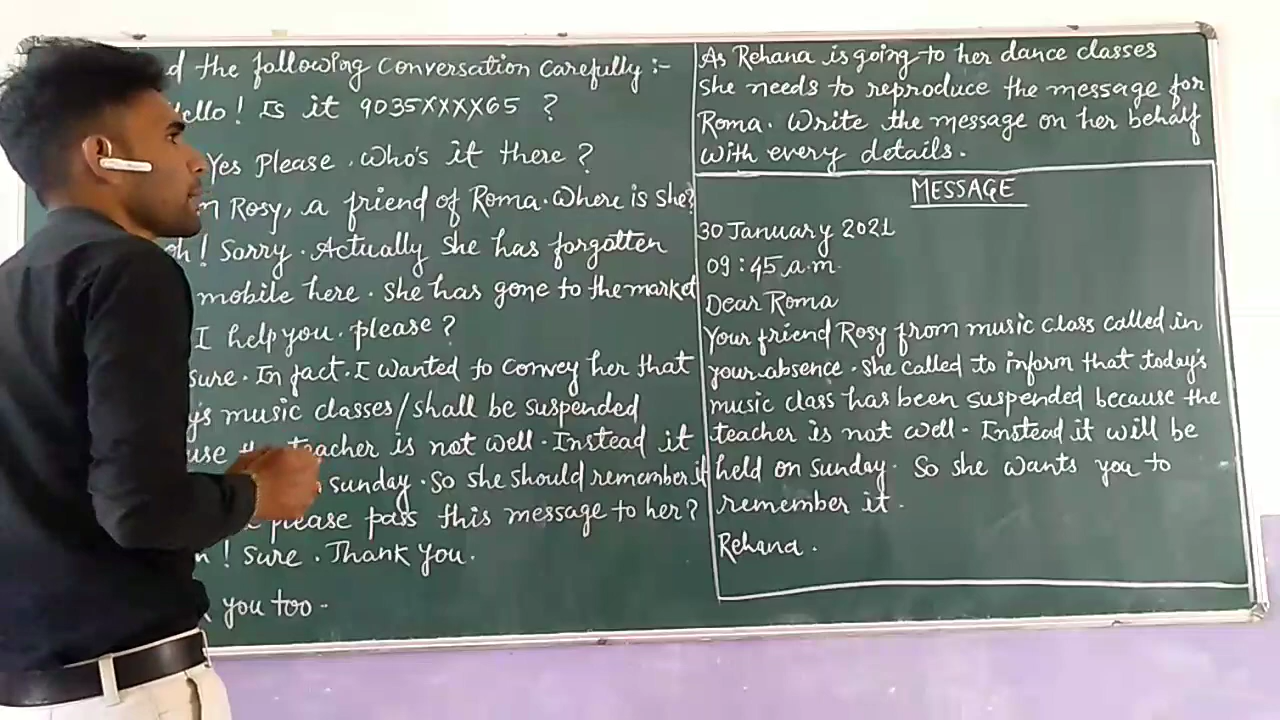 d the following conversation carefully :-
ello! Is it 9035XXXX65 ?
Yes please. Who's it there ?
Rosy, a friend of Roma. Where is she?
h! Sorry. Actually she has forgotten
mobile here. She has gone to the market
I help you. please ?
sure. In fact. I wanted to convey her that
y's music classes/shall be suspended
use teacher is not well. Instead it
sunday. So she should remember it
please pass this message to her?
! Sure. Thank you.
you too -
As Rehana is going to her dance classes
she needs to reproduce the message for
Roma. Write the message on her behalf
with every details.
MESSAGE
30 January 2021
09:45 a.m.
Dear Roma
Your friend Rosy from music class called in
your absence. She called to inform that today's
music class has been suspended because the
teacher is not well. Instead it will be
held on sunday. So she wants you to
remember it.
Rehana.